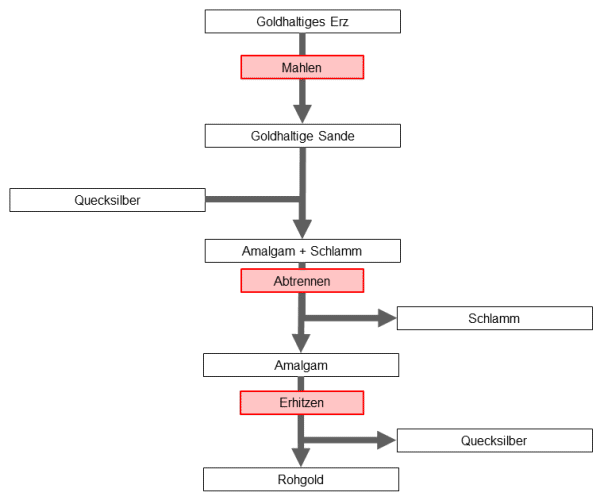 Goldhaltiges Erz
Mahlen
Goldhaltige Sande
Quecksilber
Amalgam + Schlamm
Abtrennen
Schlamm
Amalgam
Erhitzen
Quecksilber
Rohgold